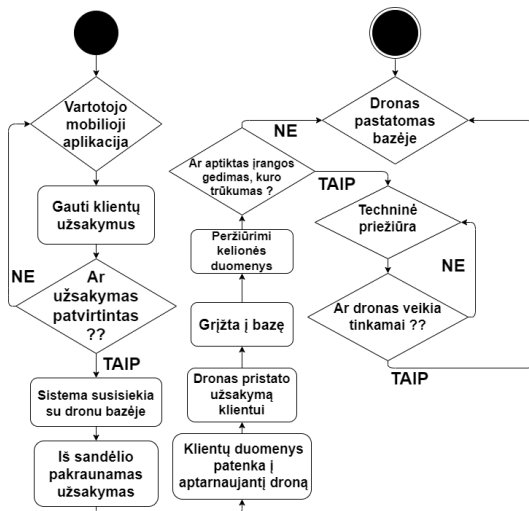 Vartotojo
mobilioji
aplikacija
Gauti klientų
užsakymus
NE
Ar
užsakymas
patvirtintas
??
TAIP
Sistema susisiekia
su dronu bazėje
Iš sandėlio
pakraunamas
užsakymas
Klientų duomenys
patenka į
aptarnaujantį droną
Dronas pristato
užsakymą
klientui
Grįžta į bazę
Peržiūrimi
kelionės
duomenys
Ar aptiktas įrangos
gedimas, kuro
trūkumas ?
NE
TAIP
Dronas
pastatomas
bazėje
Techninė
priežiūra
NE
Ar dronas veikia
tinkamai ??
TAIP